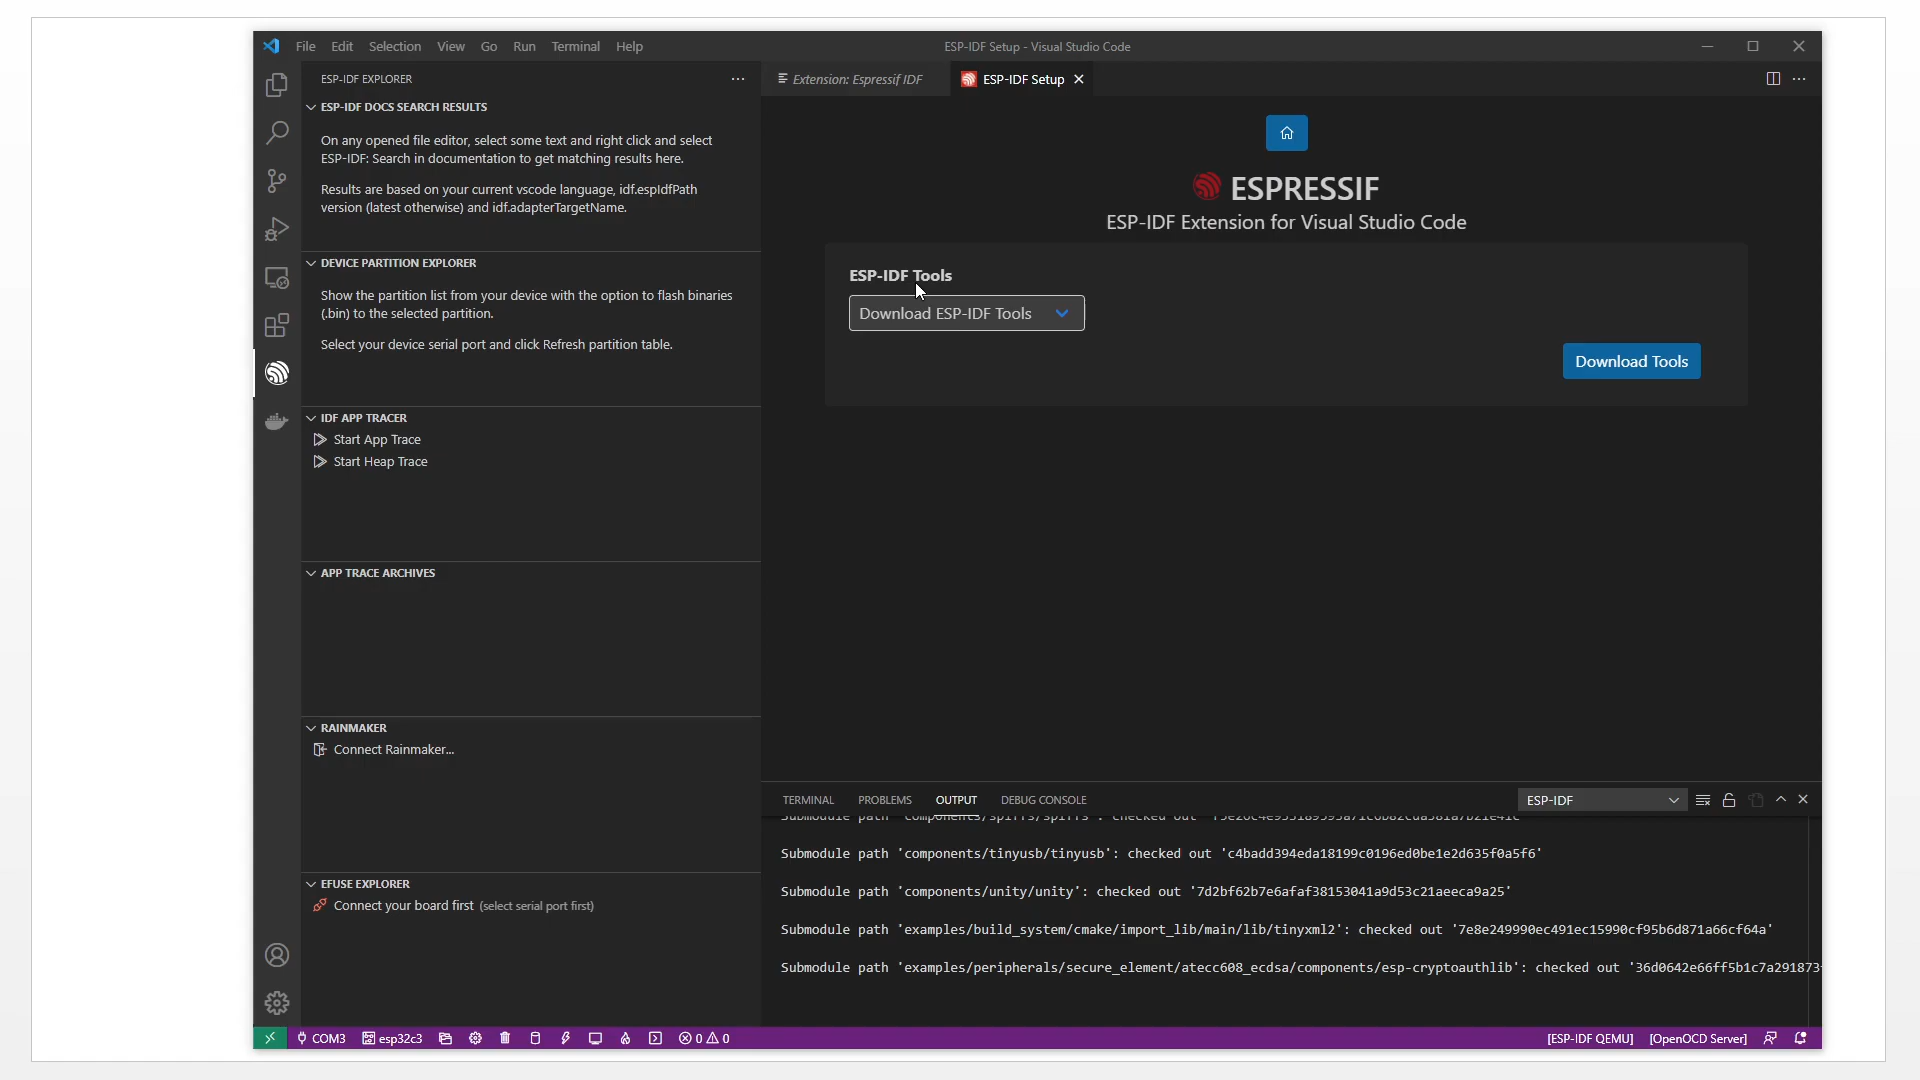 File Edit Selection View Go Run Terminal Help
ESP-IDF Setup - Visual Studio Code
ESP-IDF EXPLORER
ESP-IDF DOCS SEARCH RESULTS
On any opened file editor, select some text and right click and select
ESP-IDF: Search in documentation to get matching results here.
Results are based on your current vscode language, idf.espIdfPath
version (latest otherwise) and idf.adapterTargetName.
DEVICE PARTITION EXPLORER
Show the partition list from your device with the option to flash binaries
(.bin) to the selected partition.
Select your device serial port and click Refresh partition table.
IDF APP TRACER
Start App Trace
Start Heap Trace
APP TRACE ARCHIVES
RAINMAKER
Connect Rainmaker...
EFUSE EXPLORER
Connect your board first (select serial port first)
Extension: Espressif IDF
ESP-IDF Setup
ESPRESSIF
ESP-IDF Extension for Visual Studio Code
ESP-IDF Tools
Download ESP-IDF Tools
Download Tools
TERMINAL PROBLEMS OUTPUT DEBUG CONSOLE
ESP-IDF
Submodule path 'components/spiffs/spiffs': checked out
Submodule path 'components/tinyusb/tinyusb': checked out 'c4badd394eda18199c0196ed0be1e2d635f0a5f6'
Submodule path 'components/unity/unity': checked out '7d2bf62b7e6afaf38153041a9d53c21aeeca9a25'
Submodule path 'examples/build_system/cmake/import_lib/main/lib/tinyxml2': checked out '7e8e249990ec491ec15990cf95b6d871a66cf64a'
Submodule path 'examples/peripherals/secure_element/atecc608_ecdsa/components/esp-cryptoauthlib': checked out '36d0642e66ff5b1c7a291873
COM3 esp32c3 0 0
[ESP-IDF QEMU] [OpenOCD Server]